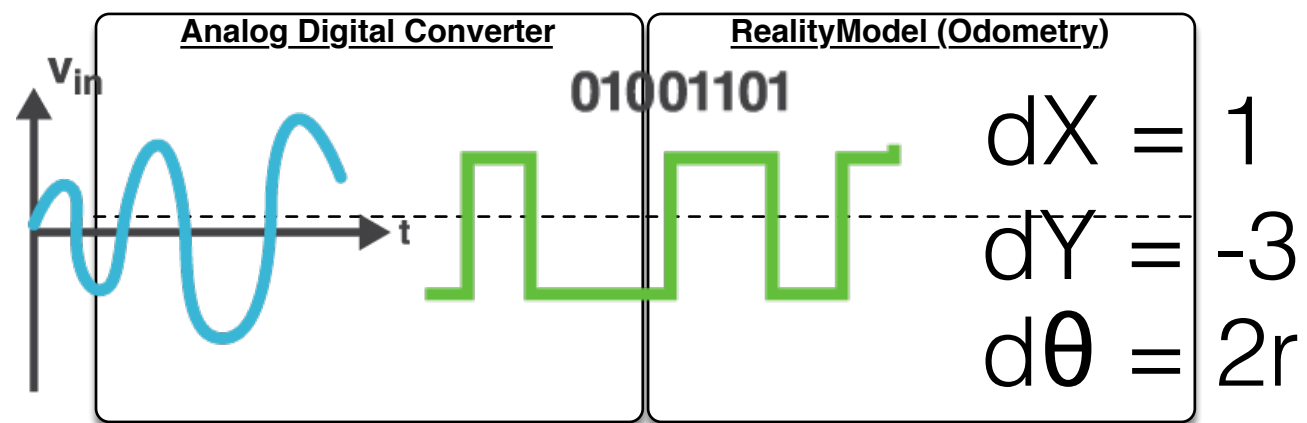 Analog Digital Converter
RealityModel (Odometry)
Vin
t
01001101
dX = 1
dY = -3
dθ = 2r